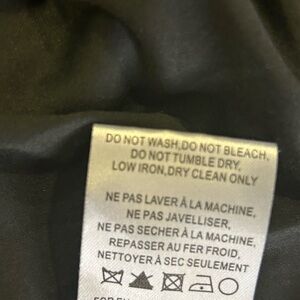 DO NOT WASH,DO NOT BLEACH,
DO NOT TUMBLE DRY,
LOW IRON,DRY CLEAN ONLY
NE PAS LAVER À LA MACHINE,
NE PAS JAVELLISER,
NE PAS SECHER À LA MACHINE,
REPASSER AU FER FROID,
NETTOYER À SEC SEULEMENT